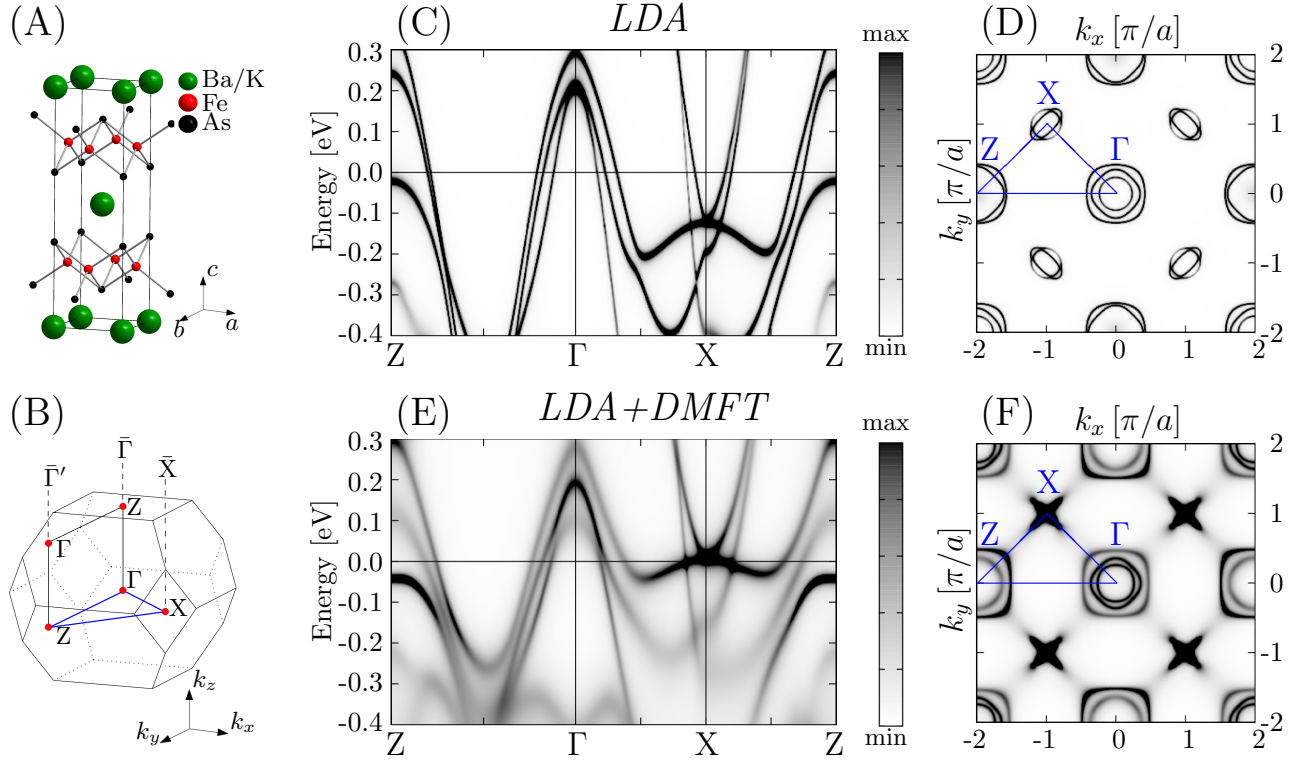 (A)
Ba/K
Fe
As
c
b
a
(B)
Γ̄′
Γ̄
X̄
Z
Γ
Γ
X
Z
k_z
k_y
k_x
(C)
LDA
Energy [eV]
0.3
0.2
0.1
0.0
-0.1
-0.2
-0.3
-0.4
Z
Γ
X
Z
max
min
(D)
k_x [π/a]
k_y [π/a]
X
Z
Γ
2
1
0
-1
-2
-2
-1
0
1
2
(E)
LDA+DMFT
Energy [eV]
0.3
0.2
0.1
0.0
-0.1
-0.2
-0.3
-0.4
Z
Γ
X
Z
max
min
(F)
k_x [π/a]
k_y [π/a]
X
Z
Γ
2
1
0
-1
-2
-2
-1
0
1
2